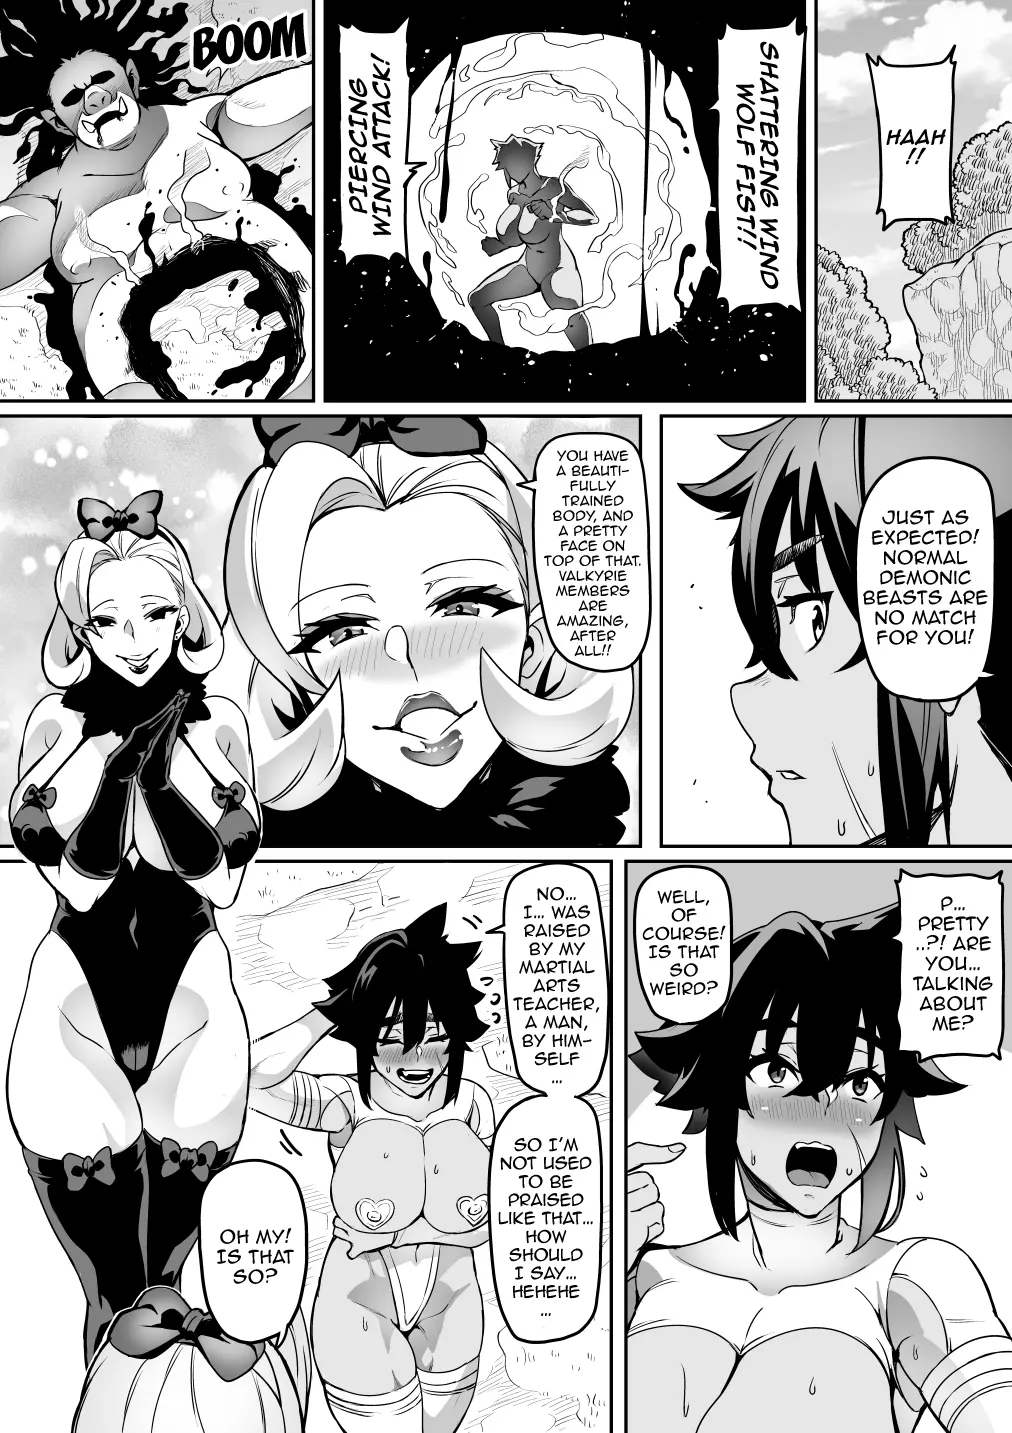 HAAH
!!
SHATTERING WIND
WOLF FIST!!
PIERCING
WIND ATTACK!
BOOM
JUST AS
EXPECTED!
NORMAL
DEMONIC
BEASTS ARE
NO MATCH
FOR YOU!
YOU HAVE
A BEAUTI-
FULLY
TRAINED
BODY, AND
A PRETTY
FACE ON
TOP OF THAT.
VALKYRIE
MEMBERS
ARE
AMAZING,
AFTER
ALL!!
P...
PRETTY
..?! ARE
YOU...
TALKING
ABOUT
ME?
WELL,
OF
COURSE!
IS THAT
SO
WEIRD?
NO...
I... WAS
RAISED
BY MY
MARTIAL
ARTS
TEACHER,
A MAN,
BY HIM-
SELF
...
SO I'M
NOT USED
TO BE
PRAISED
LIKE THAT...
HOW
SHOULD
I SAY...
HEHEHE
...
OH MY!
IS THAT
SO?